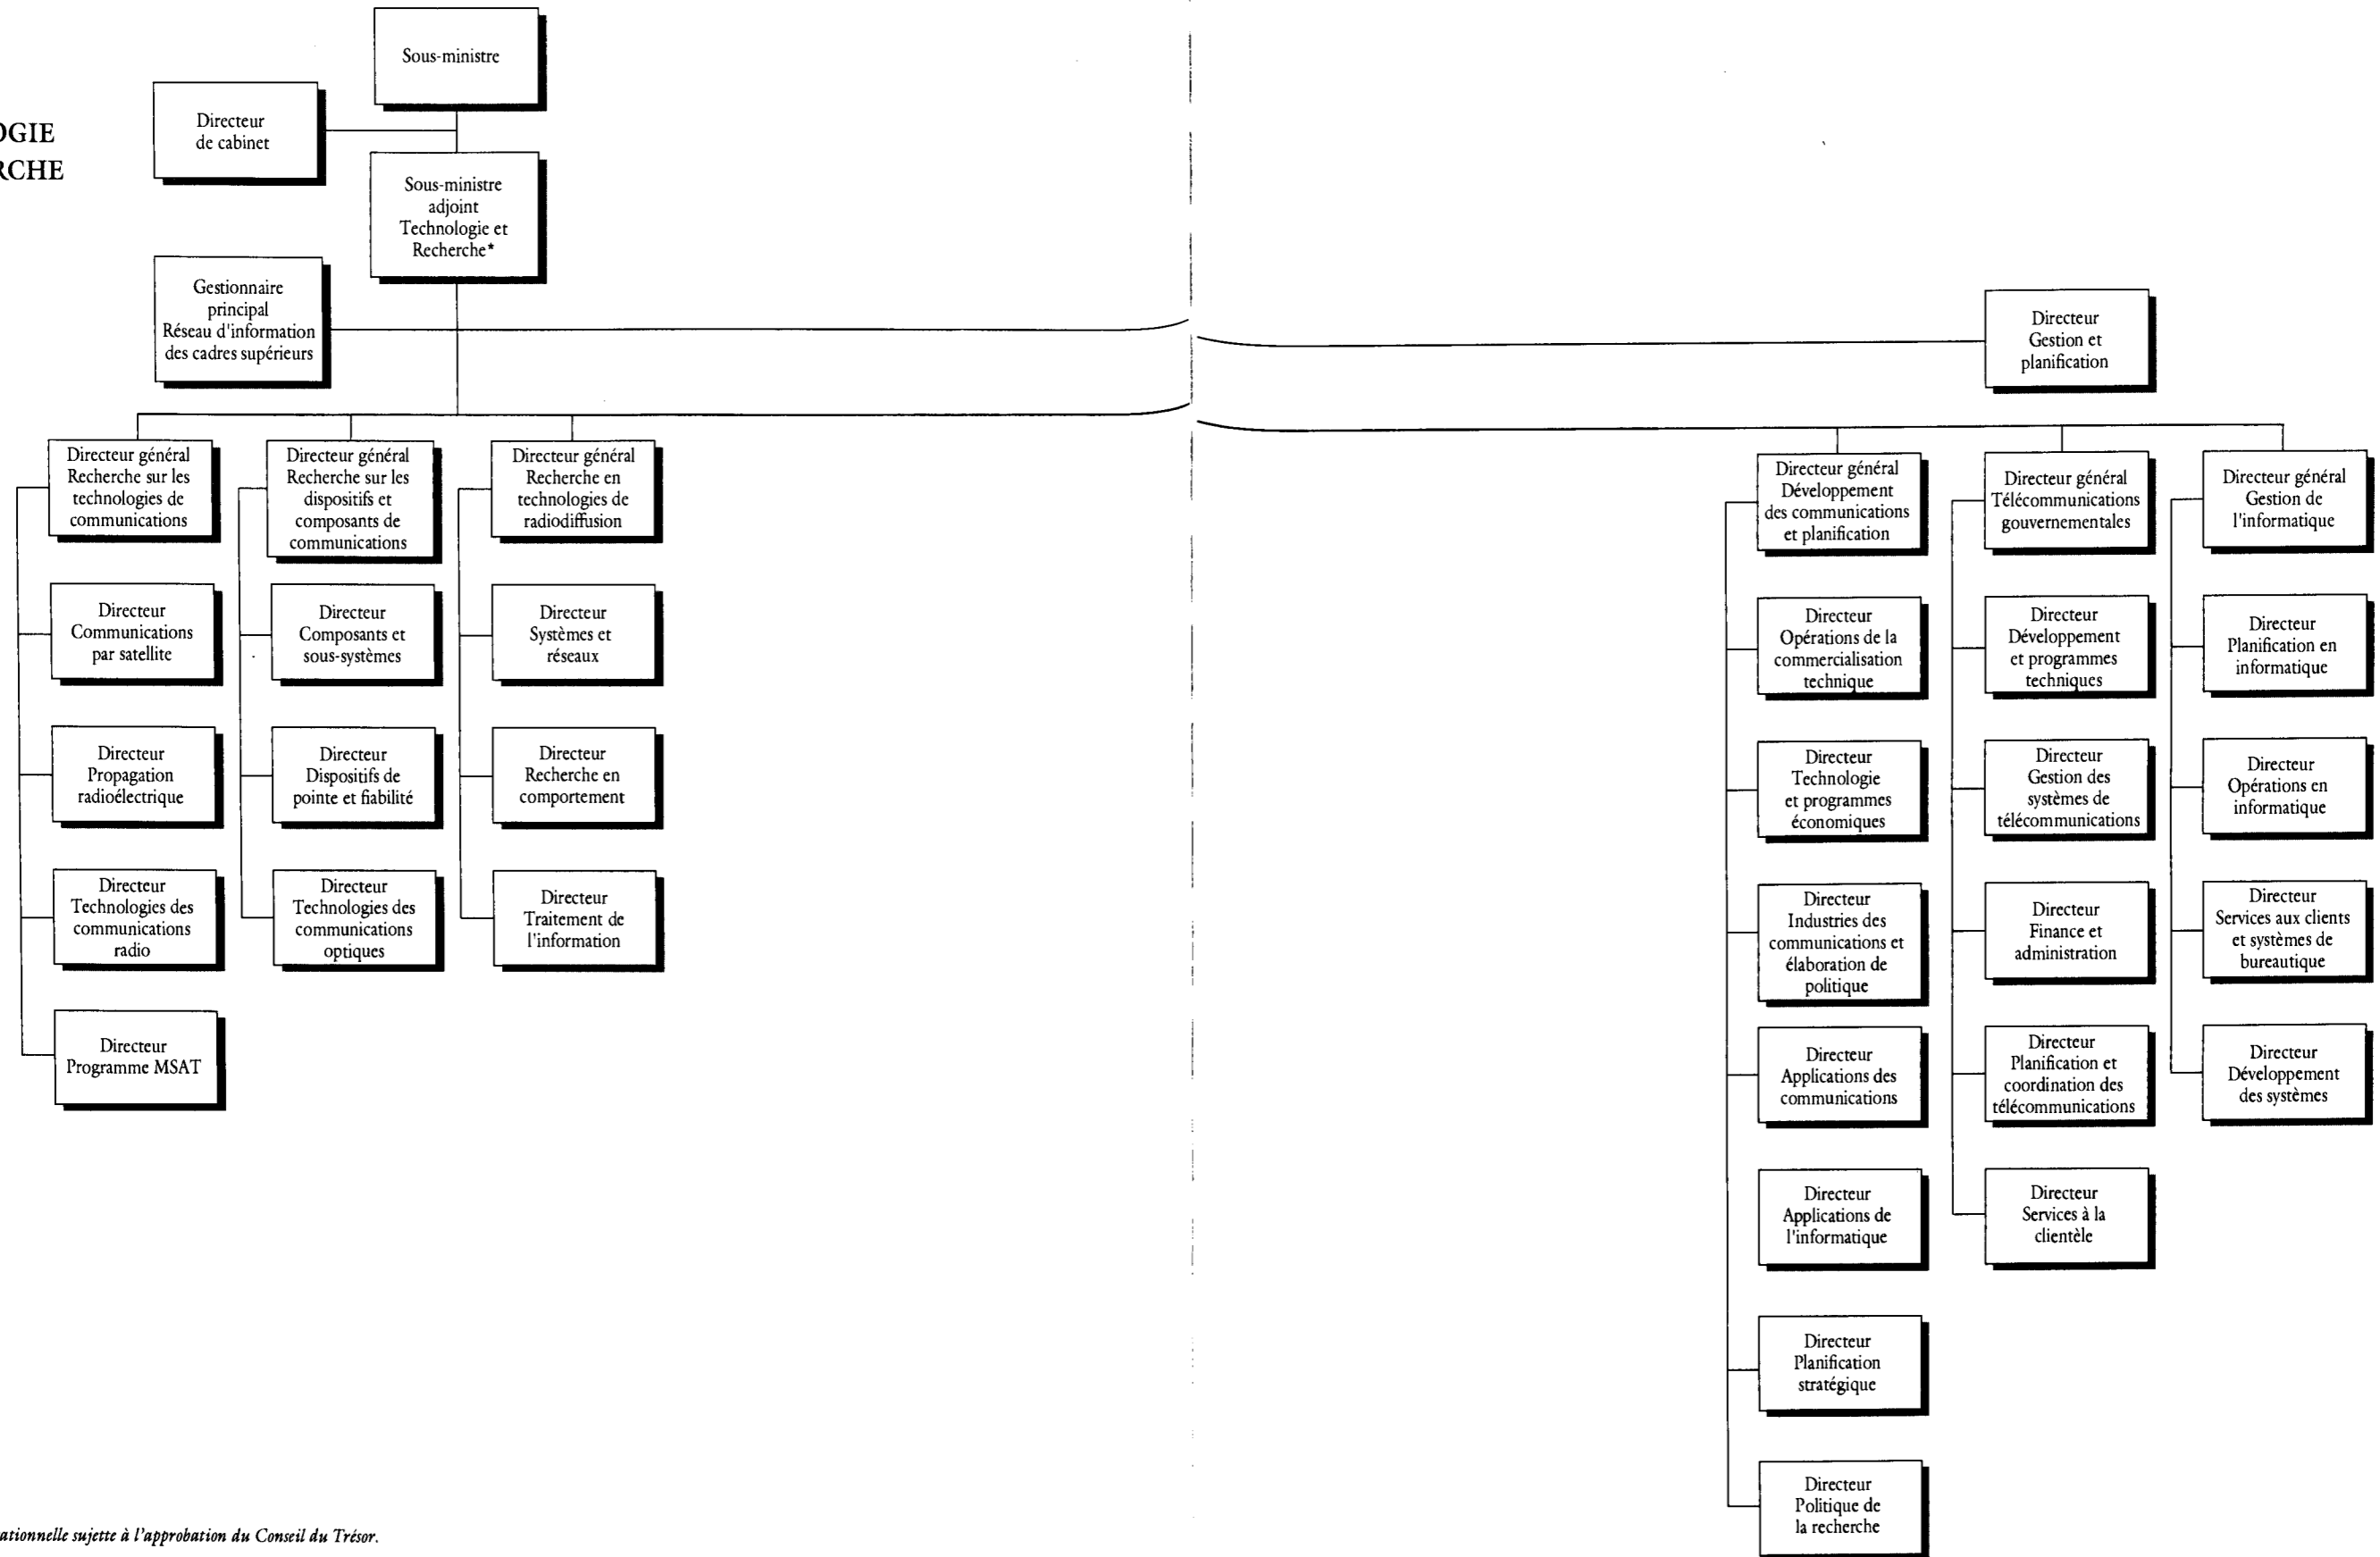 OGIE
RCHE
Sous-ministre
Directeur
de cabinet
Sous-ministre
adjoint
Technologie et
Recherche*
Gestionnaire
principal
Réseau d'information
des cadres supérieurs
Directeur
Gestion et
planification
Directeur général
Recherche sur les
technologies de
communications
Directeur
Communications
par satellite
Directeur
Propagation
radioélectrique
Directeur
Technologies des
communications
radio
Directeur
Programme MSAT
Directeur général
Recherche sur les
dispositifs et
composants de
communications
Directeur
Composants et
sous-systèmes
Directeur
Dispositifs de
pointe et fiabilité
Directeur
Technologies des
communications
optiques
Directeur général
Recherche en
technologies de
radiodiffusion
Directeur
Systèmes et
réseaux
Directeur
Recherche en
comportement
Directeur
Traitement de
l'information
Directeur général
Développement
des communications
et planification
Directeur
Opérations de la
commercialisation
technique
Directeur
Technologie
et programmes
économiques
Directeur
Industries des
communications et
élaboration de
politique
Directeur
Applications des
communications
Directeur
Applications de
l'informatique
Directeur
Planification
stratégique
Directeur
Politique de
la recherche
Directeur général
Télécommunications
gouvernementales
Directeur
Développement
et programmes
techniques
Directeur
Gestion des
systèmes de
télécommunications
Directeur
Finance et
administration
Directeur
Planification et
coordination des
télécommunications
Directeur
Services à la
clientèle
Directeur général
Gestion de
l'informatique
Directeur
Planification en
informatique
Directeur
Opérations en
informatique
Directeur
Services aux clients
et systèmes de
bureautique
Directeur
Développement
des systèmes
ationnelle sujette à l'approbation du Conseil du Trésor.